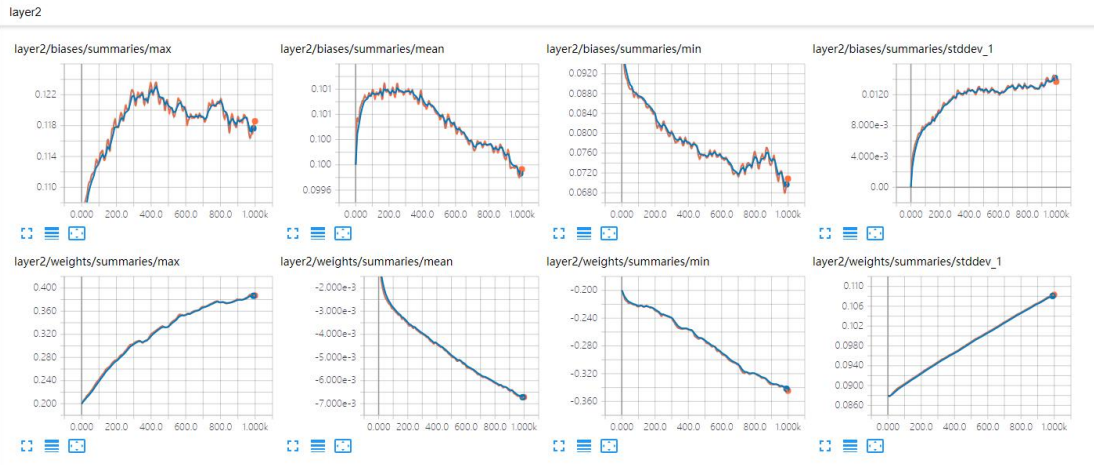 layer2
layer2/biases/summaries/max
0.122
0.118
0.114
0.110
0.000 200.0 400.0 600.0 800.0 1.000k
layer2/biases/summaries/mean
0.101
0.101
0.100
0.100
0.0996
0.000 200.0 400.0 600.0 800.0 1.000k
layer2/biases/summaries/min
0.0920
0.0880
0.0840
0.0800
0.0760
0.0720
0.0680
0.000 200.0 400.0 600.0 800.0 1.000k
layer2/biases/summaries/stddev_1
0.0120
8.000e-3
4.000e-3
0.00
0.000 200.0 400.0 600.0 800.0 1.000k
layer2/weights/summaries/max
0.400
0.360
0.320
0.280
0.240
0.200
0.000 200.0 400.0 600.0 800.0 1.000k
layer2/weights/summaries/mean
-2.000e-3
-3.000e-3
-4.000e-3
-5.000e-3
-6.000e-3
-7.000e-3
0.000 200.0 400.0 600.0 800.0 1.000k
layer2/weights/summaries/min
-0.200
-0.240
-0.280
-0.320
-0.360
0.000 200.0 400.0 600.0 800.0 1.000k
layer2/weights/summaries/stddev_1
0.110
0.106
0.102
0.0980
0.0940
0.0900
0.0860
0.000 200.0 400.0 600.0 800.0 1.000k